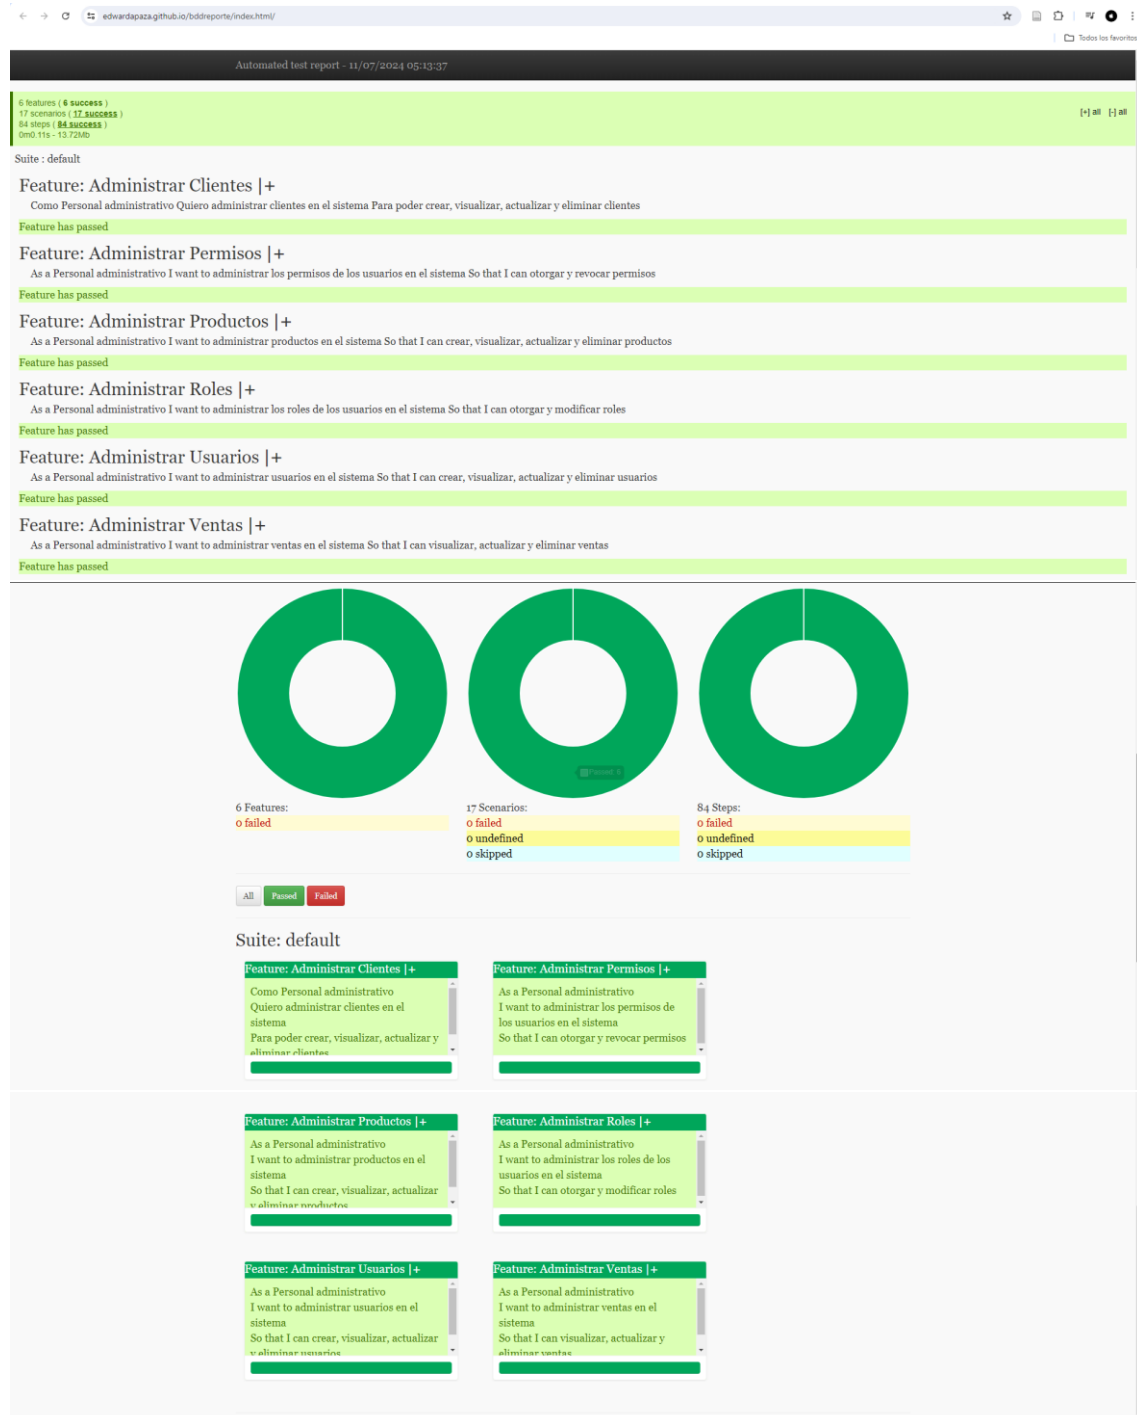 edwardapaza.github.io/bddreporte/index.html/
Todos los favoritos
Automated test report - 11/07/2024 05:13:37
6 features ( 6 success )
17 scenarios ( 17 success )
84 steps ( 84 success )
0m0.11s - 13.72Mb
[+] all [-] all
Suite : default
Feature: Administrar Clientes |+
Como Personal administrativo Quiero administrar clientes en el sistema Para poder crear, visualizar, actualizar y eliminar clientes
Feature has passed
Feature: Administrar Permisos |+
As a Personal administrativo I want to administrar los permisos de los usuarios en el sistema So that I can otorgar y revocar permisos
Feature has passed
Feature: Administrar Productos |+
As a Personal administrativo I want to administrar productos en el sistema So that I can crear, visualizar, actualizar y eliminar productos
Feature has passed
Feature: Administrar Roles |+
As a Personal administrativo I want to administrar los roles de los usuarios en el sistema So that I can otorgar y modificar roles
Feature has passed
Feature: Administrar Usuarios |+
As a Personal administrativo I want to administrar usuarios en el sistema So that I can crear, visualizar, actualizar y eliminar usuarios
Feature has passed
Feature: Administrar Ventas |+
As a Personal administrativo I want to administrar ventas en el sistema So that I can visualizar, actualizar y eliminar ventas
Feature has passed
Passed 6
6 Features:
0 failed
17 Scenarios:
0 failed
0 undefined
0 skipped
84 Steps:
0 failed
0 undefined
0 skipped
All Passed Failed
Suite: default
Feature: Administrar Clientes |+
Como Personal administrativo
Quiero administrar clientes en el
sistema
Para poder crear, visualizar, actualizar y
eliminar clientes
Feature: Administrar Permisos |+
As a Personal administrativo
I want to administrar los permisos de
los usuarios en el sistema
So that I can otorgar y revocar permisos
Feature: Administrar Productos |+
As a Personal administrativo
I want to administrar productos en el
sistema
So that I can crear, visualizar, actualizar
y eliminar productos
Feature: Administrar Roles |+
As a Personal administrativo
I want to administrar los roles de los
usuarios en el sistema
So that I can otorgar y modificar roles
Feature: Administrar Usuarios |+
As a Personal administrativo
I want to administrar usuarios en el
sistema
So that I can crear, visualizar, actualizar
y eliminar usuarios
Feature: Administrar Ventas |+
As a Personal administrativo
I want to administrar ventas en el
sistema
So that I can visualizar, actualizar y
eliminar ventas